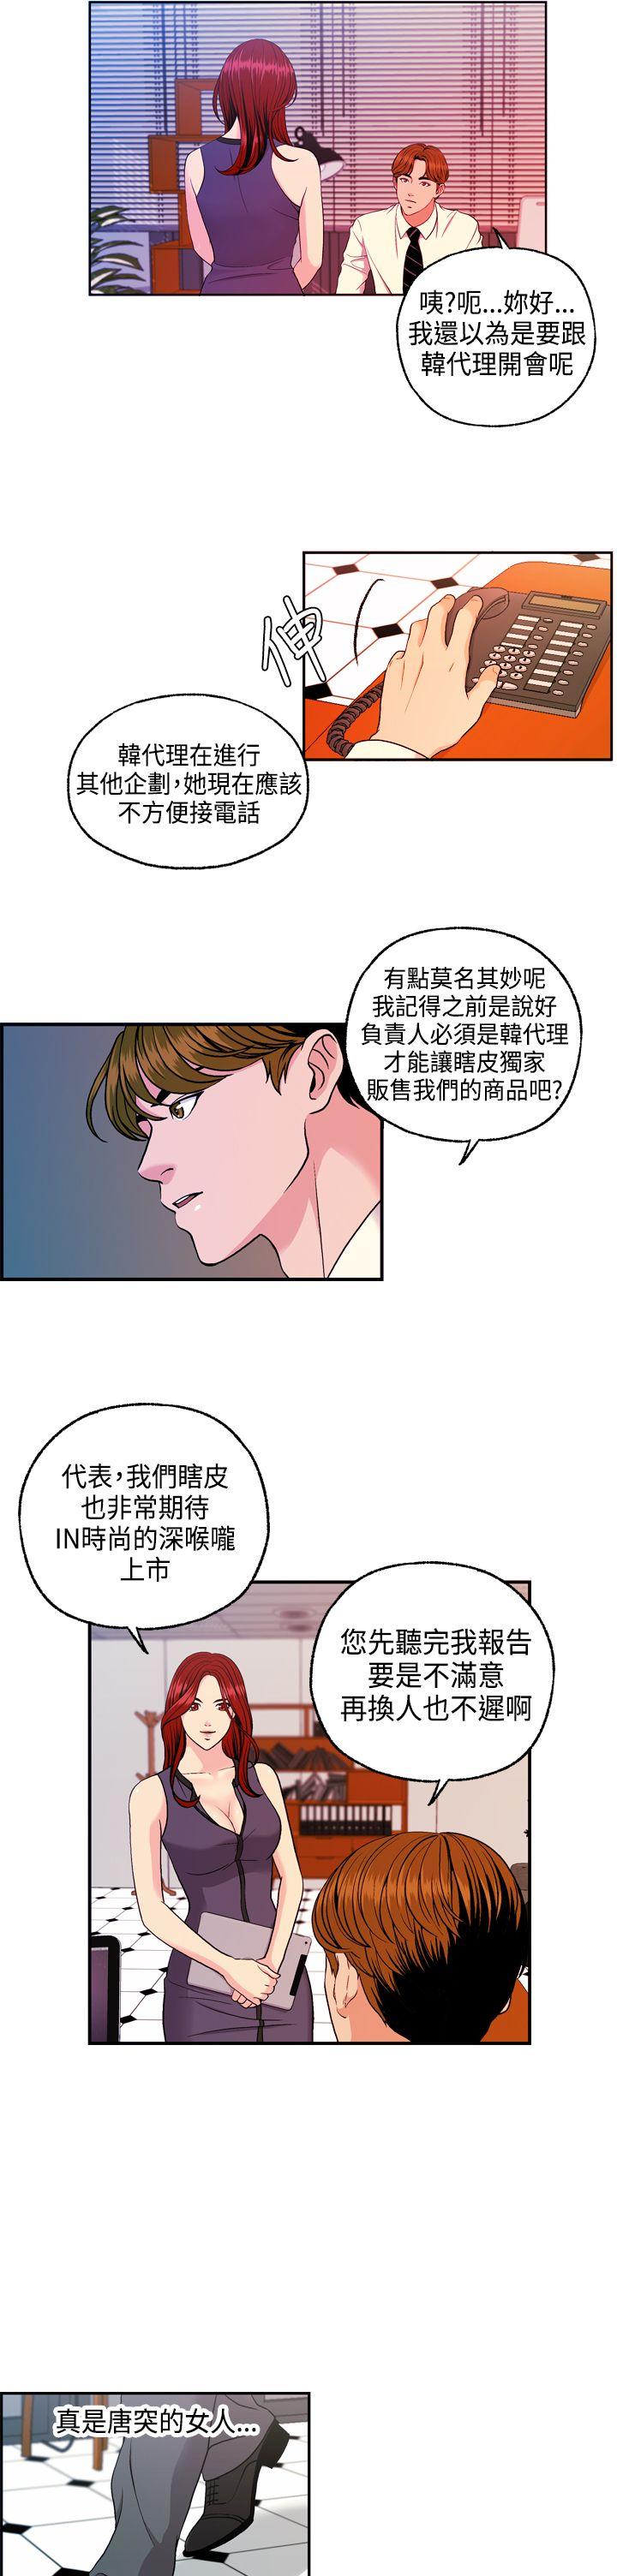 咦?呃...妳好...
我還以為是要跟
韓代理開會呢
伸
韓代理在進行
其他企劃,她現在應該
不方便接電話
有點莫名其妙呢
我記得之前是說好
負責人必須是韓代理
才能讓瞎皮獨家
販售我們的商品吧?
代表,我們瞎皮
也非常期待
IN時尚的深喉嚨
上市
您先聽完我報告
要是不滿意
再換人也不遲啊
真是唐突的女人...